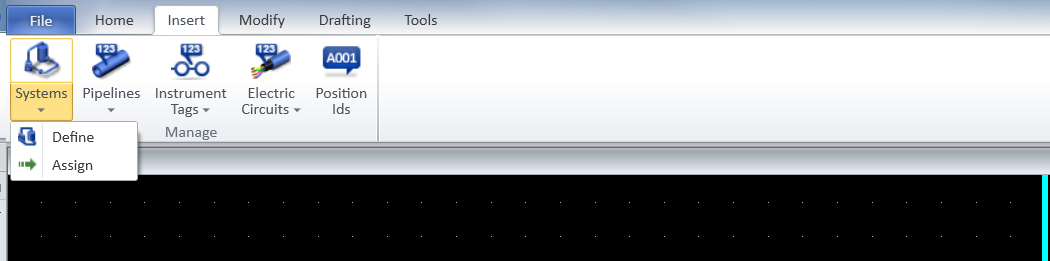 File Home Insert Modify Drafting Tools
123 123 123 A001
Systems Pipelines Instrument Tags Electric Circuits Position Ids
Manage
Define
Assign